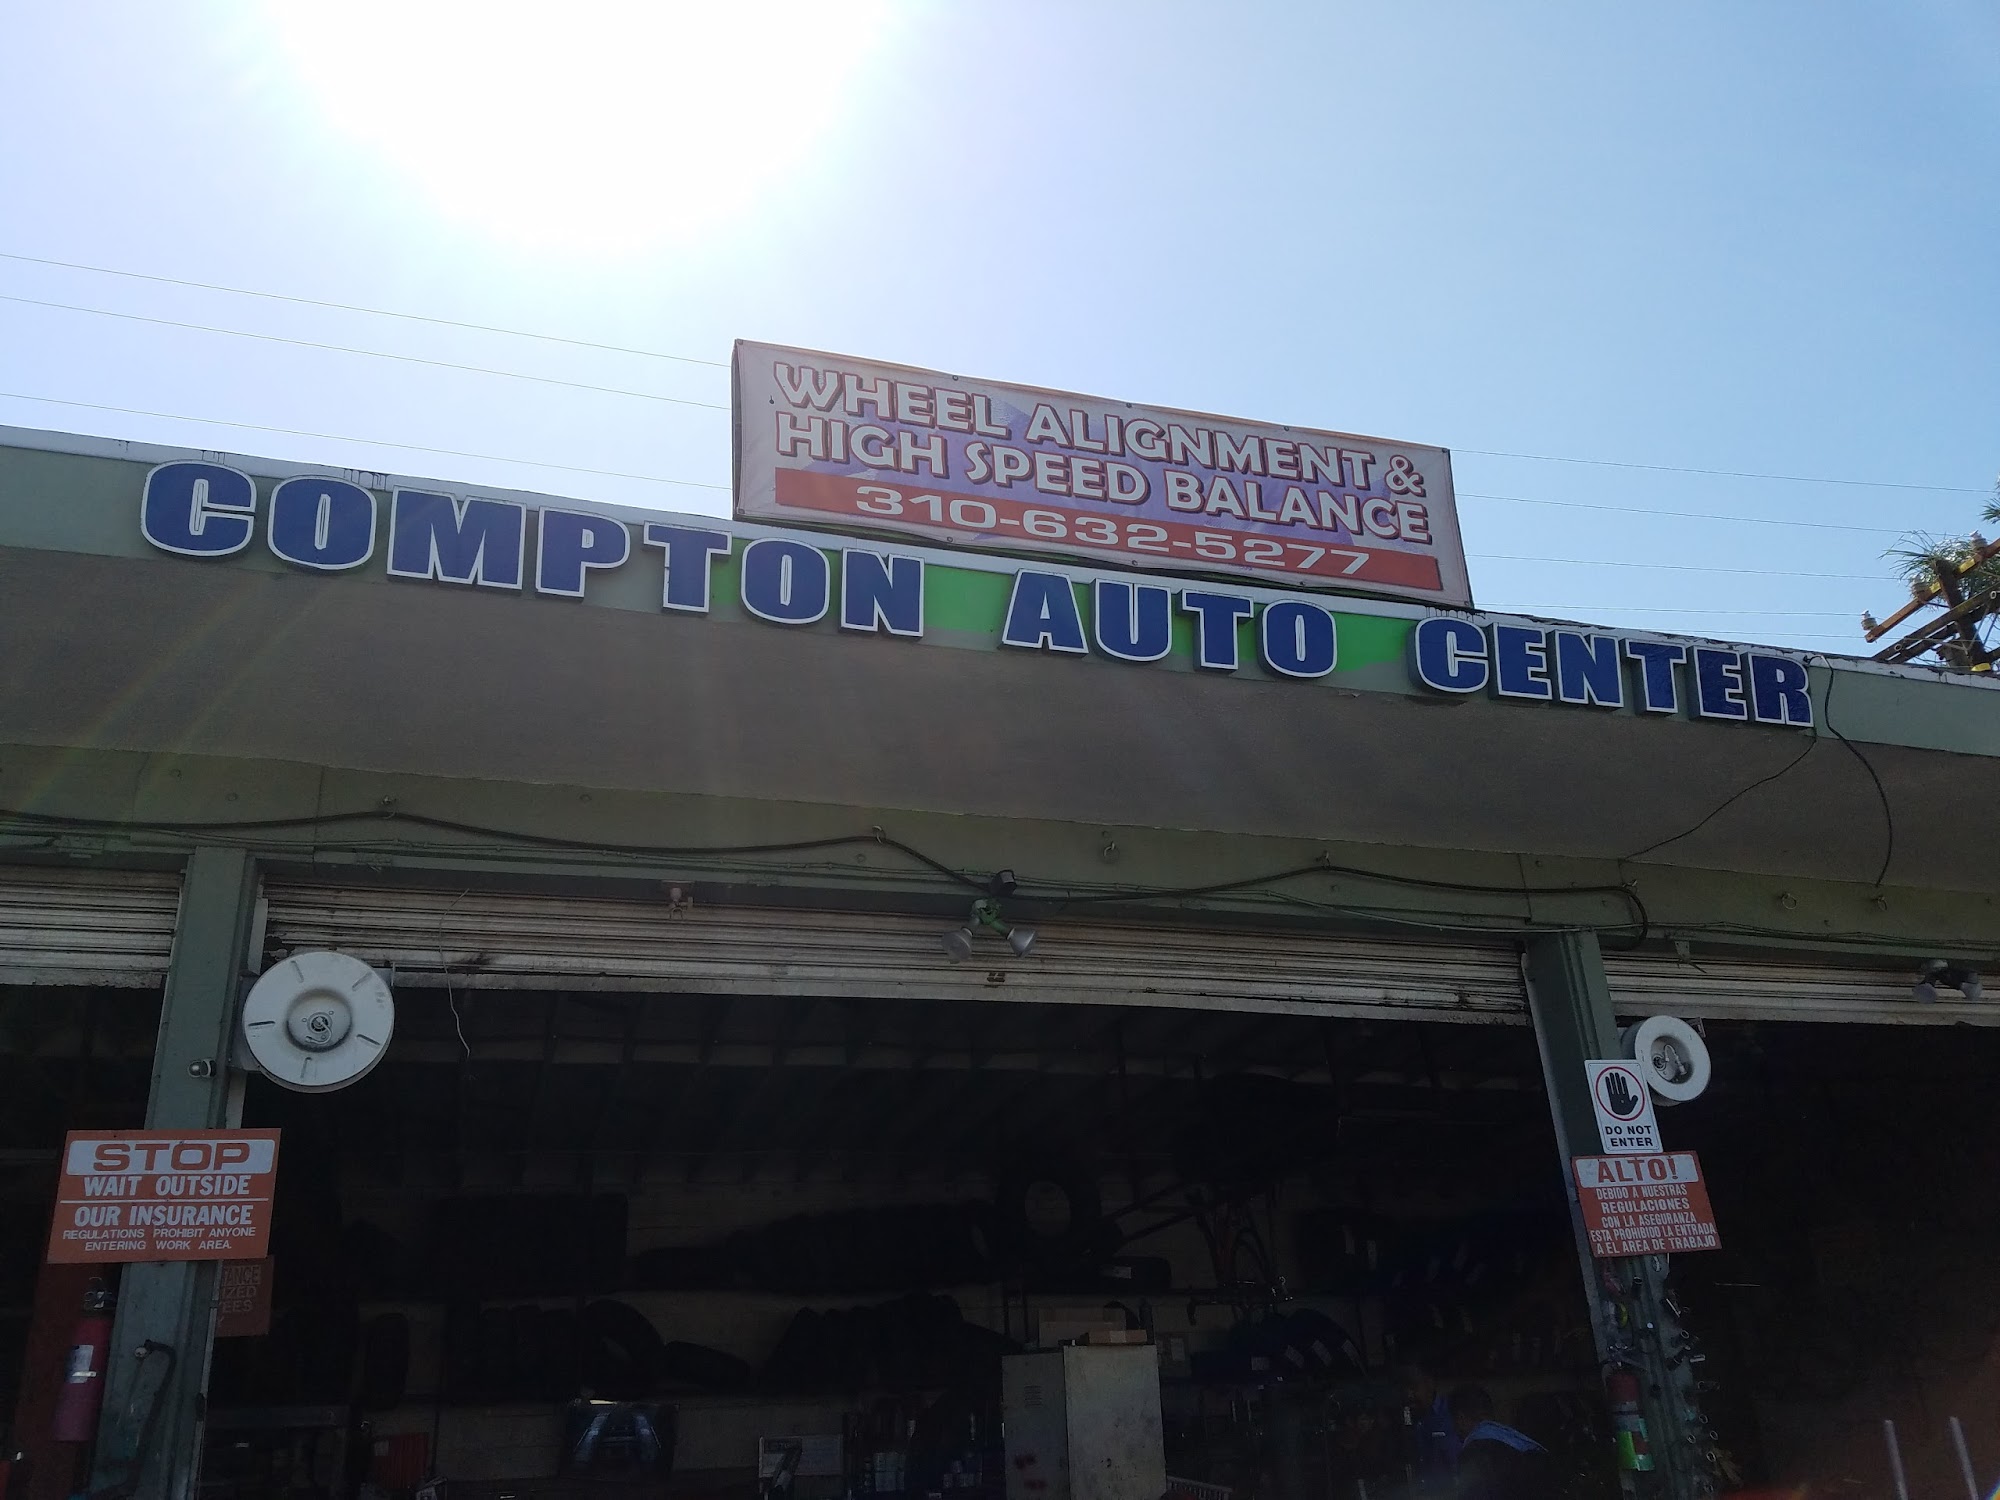 WHEEL ALIGNMENT &
HIGH SPEED BALANCE
310-632-5277
COMPTON AUTO CENTER
STOP
WAIT OUTSIDE
OUR INSURANCE
REGULATIONS PROHIBIT ANYONE
ENTERING WORK AREA.
DO NOT
ENTER
ALTO!
DEBIDO A NUESTRAS
REGULACIONES
CON LA ASEGURANZA
ESTA PROHIBIDO LA ENTRADA
A EL AREA DE TRABAJO